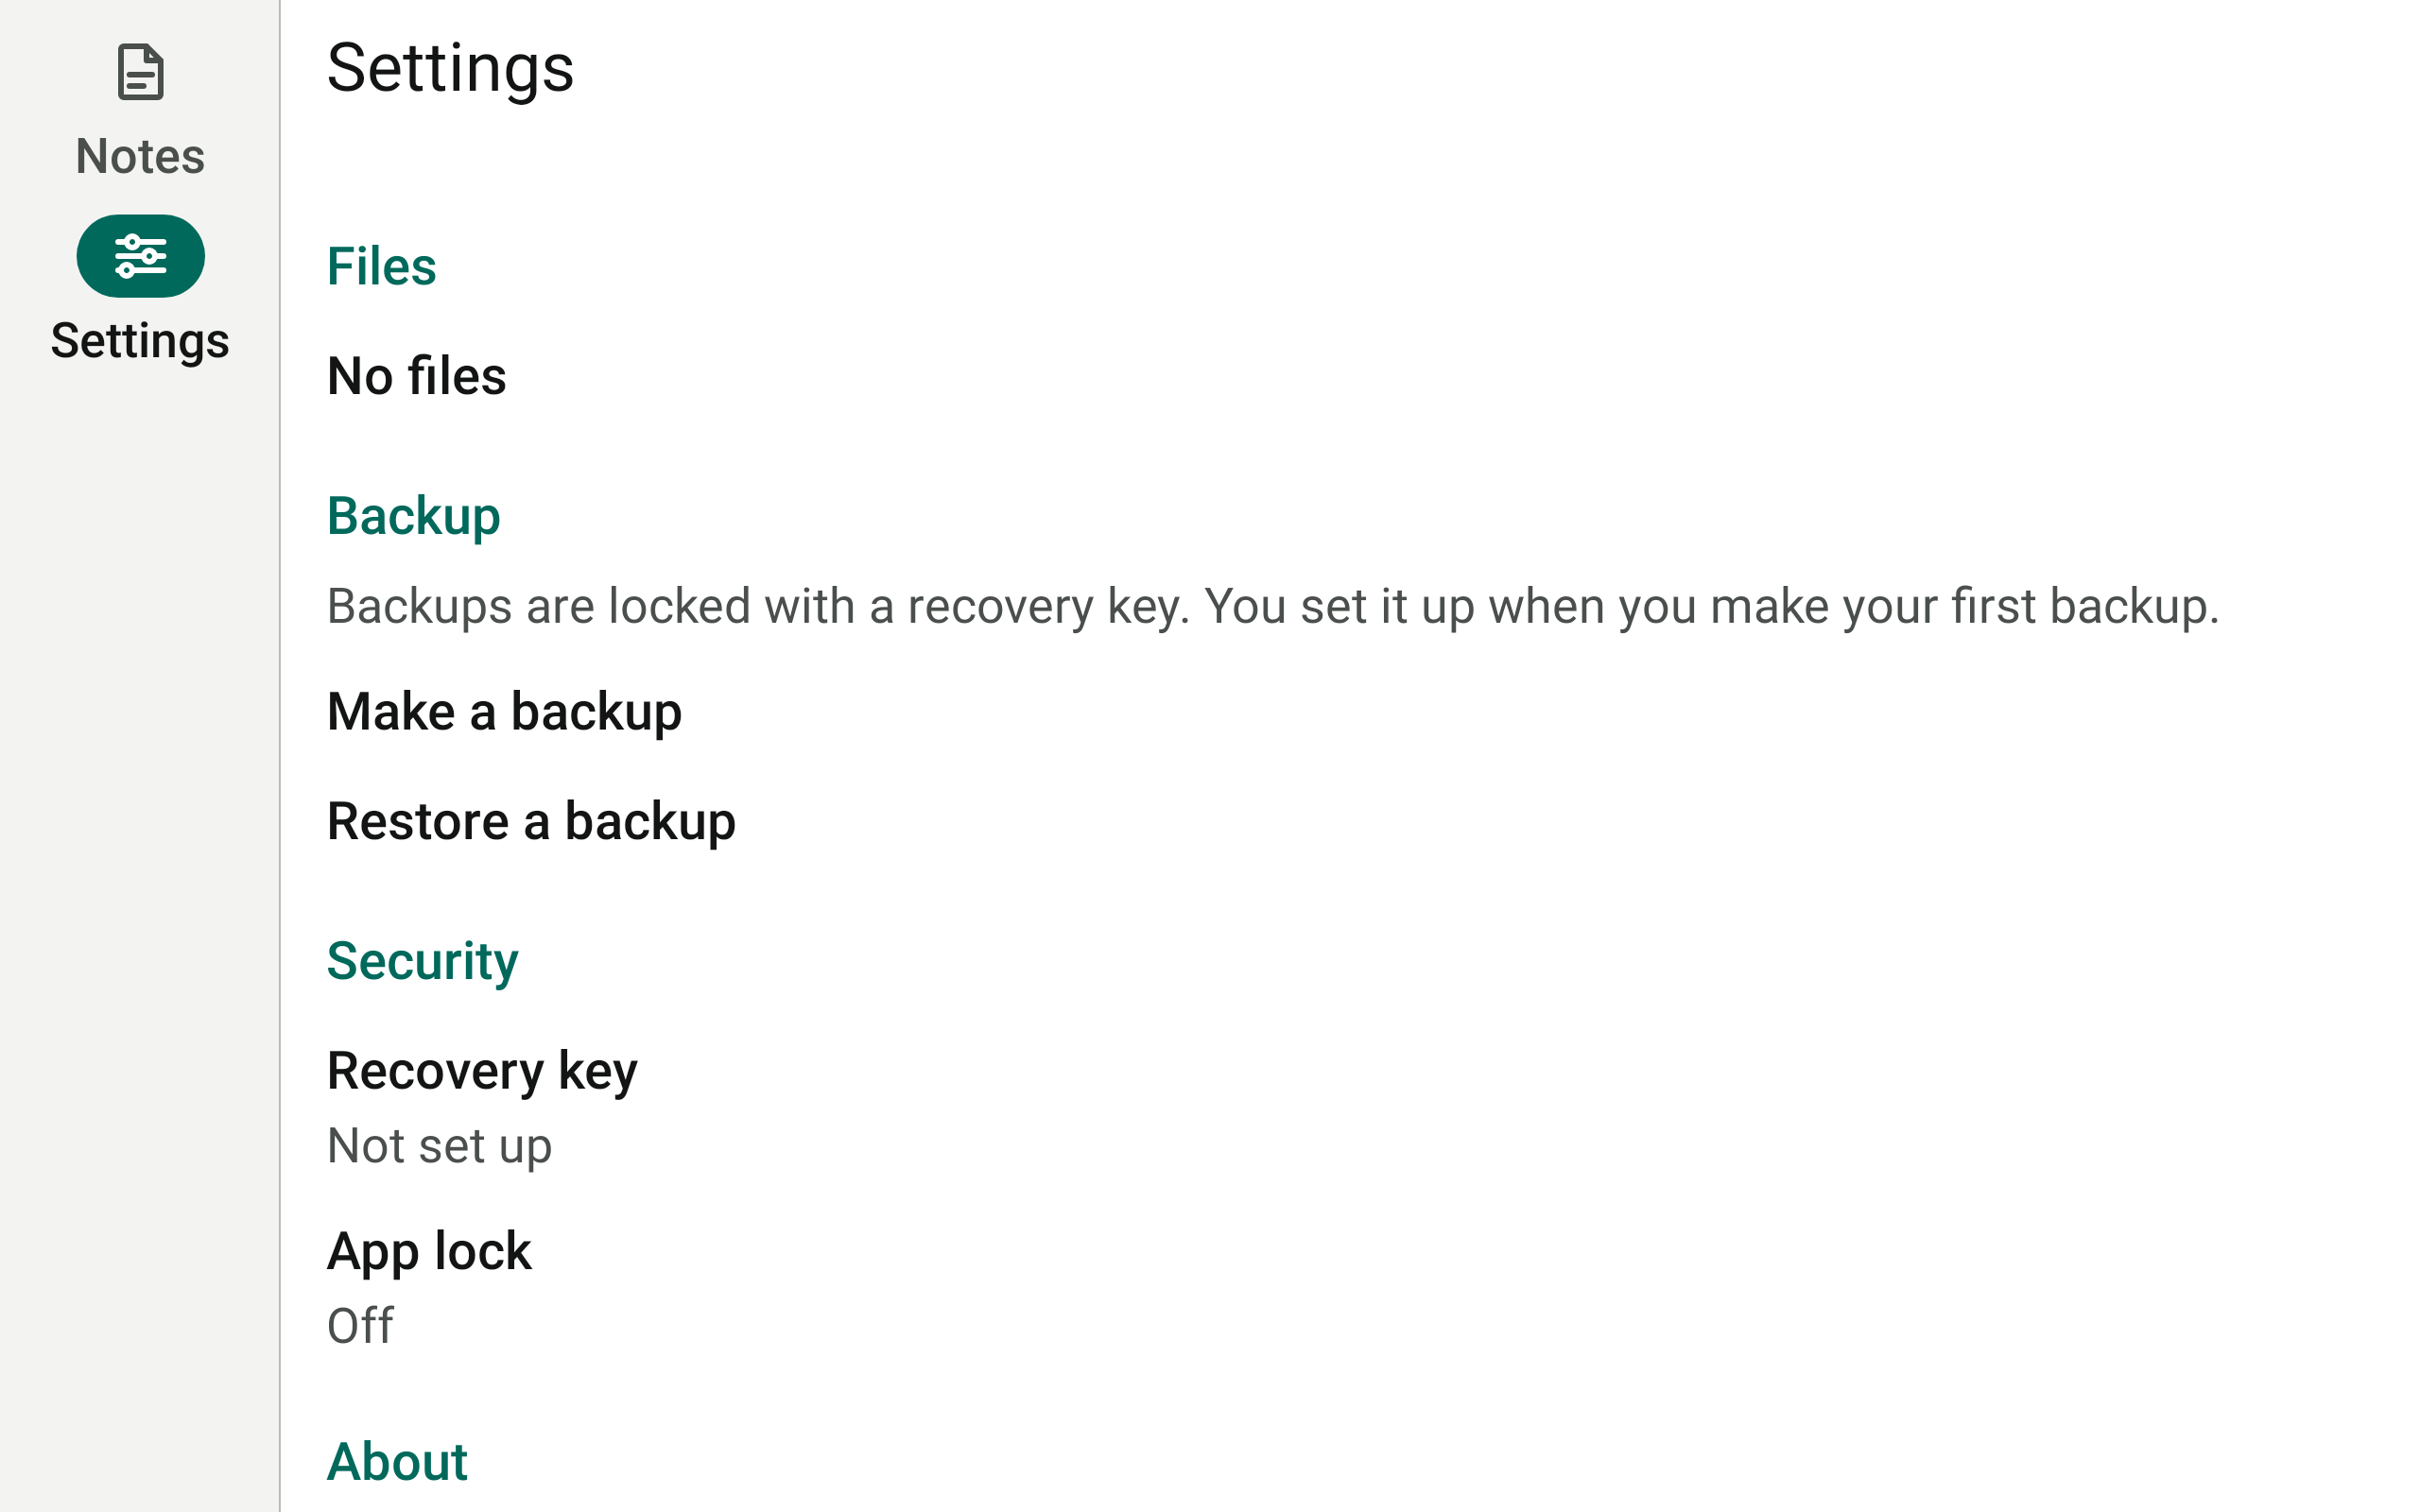 Notes
Settings
Settings
Files
No files
Backup
Backups are locked with a recovery key. You set it up when you make your first backup.
Make a backup
Restore a backup
Security
Recovery key
Not set up
App lock
Off
About